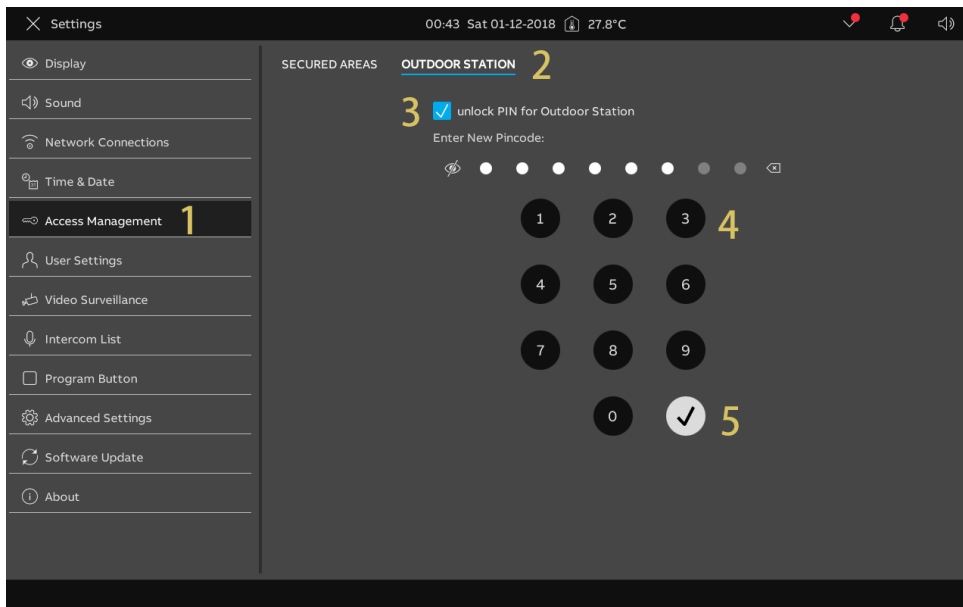 Settings
00:43 Sat 01-12-2018 27.8°C
Display
Sound
Network Connections
Time & Date
Access Management 1
User Settings
Video Surveillance
Intercom List
Program Button
Advanced Settings
Software Update
About
SECURED AREAS OUTDOOR STATION 2
3 unlock PIN for Outdoor Station
Enter New Pincode:
1 2 3 4
4 5 6
7 8 9
0 5